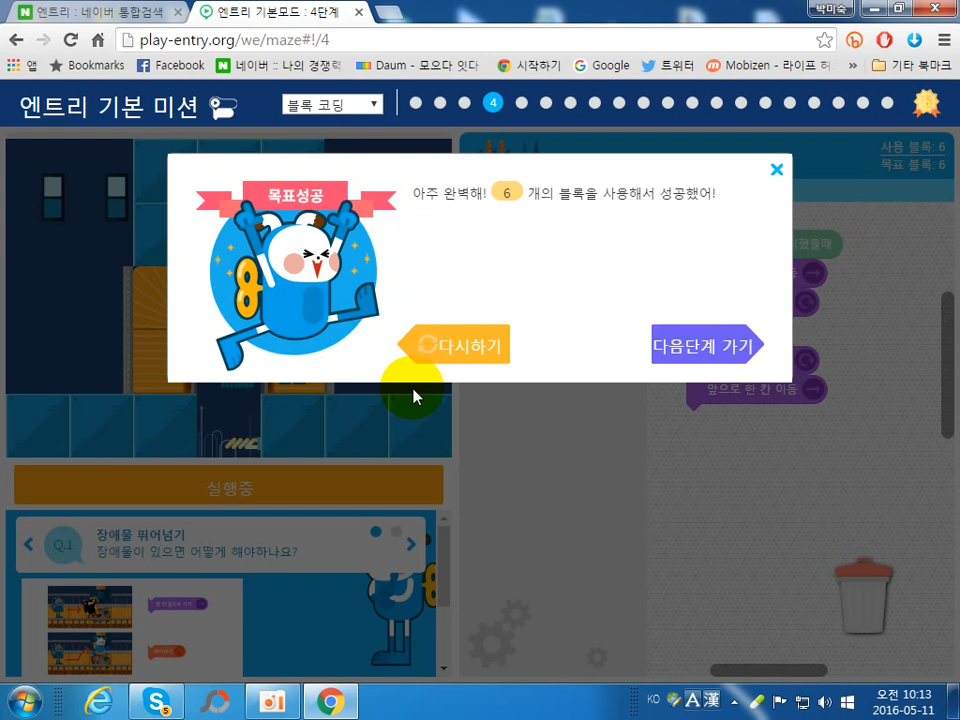 엔트리 : 네이버 통합검색
엔트리 기본모드 : 4단계
박미숙
play-entry.org/we/maze#!/4
앱
Bookmarks
Facebook
네이버 :: 나의 경쟁력
Daum - 모으다 잇다
시작하기
Google
트위터
Mobizen - 라이프 허
»
기타 북마크
엔트리 기본 미션
블록 코딩
4
사용 블록: 6
목표 블록: 6
목표성공
아주 완벽해! 6 개의 블록을 사용해서 성공했어!
다시하기
다음단계 가기
앞으로 한 칸 이동
실행중
Q.1
장애물 뛰어넘기
장애물이 있으면 어떻게 해야하나요?
S
5
KO
A
漢
오전 10:13
2016-05-11